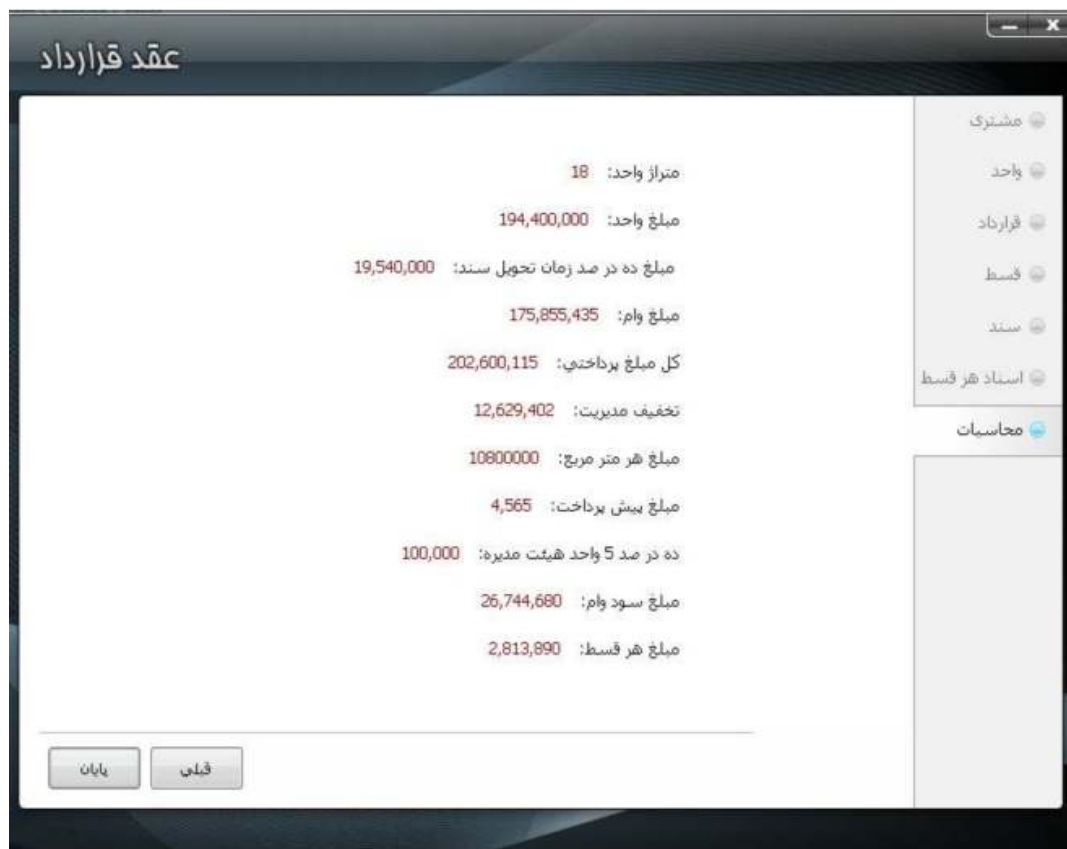 عقد قرارداد
مشتری
واحد
قرارداد
قسط
سند
اسناد هر قسط
محاسبات
متراژ واحد: 18
مبلغ واحد: 194,400,000
مبلغ ده در صد زمان تحویل سند: 19,540,000
مبلغ وام: 175,855,435
کل مبلغ پرداختی: 202,600,115
تخفیف مدیریت: 12,629,402
مبلغ هر متر مربع: 10800000
مبلغ پیش پرداخت: 4,565
ده در صد 5 واحد هیئت مدیره: 100,000
مبلغ سود وام: 26,744,680
مبلغ هر قسط: 2,813,890
قبلی
پایان